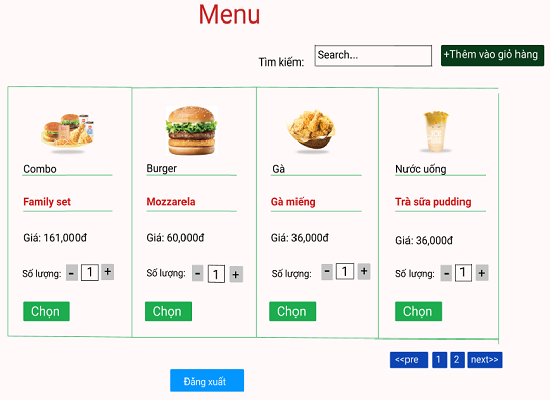 Menu
Tìm kiếm: Search... +Thêm vào giỏ hàng
Combo Burger Gà Nước uống
Family set Mozzarela Gà miếng Trà sữa pudding
Giá: 161,000đ Giá: 60,000đ Giá: 36,000đ Giá: 36,000đ
Số lượng: - 1 + Số lượng: - 1 + Số lượng: - 1 + Số lượng: - 1 +
Chọn Chọn Chọn Chọn
<<pre 1 2 next>>
Đăng xuất